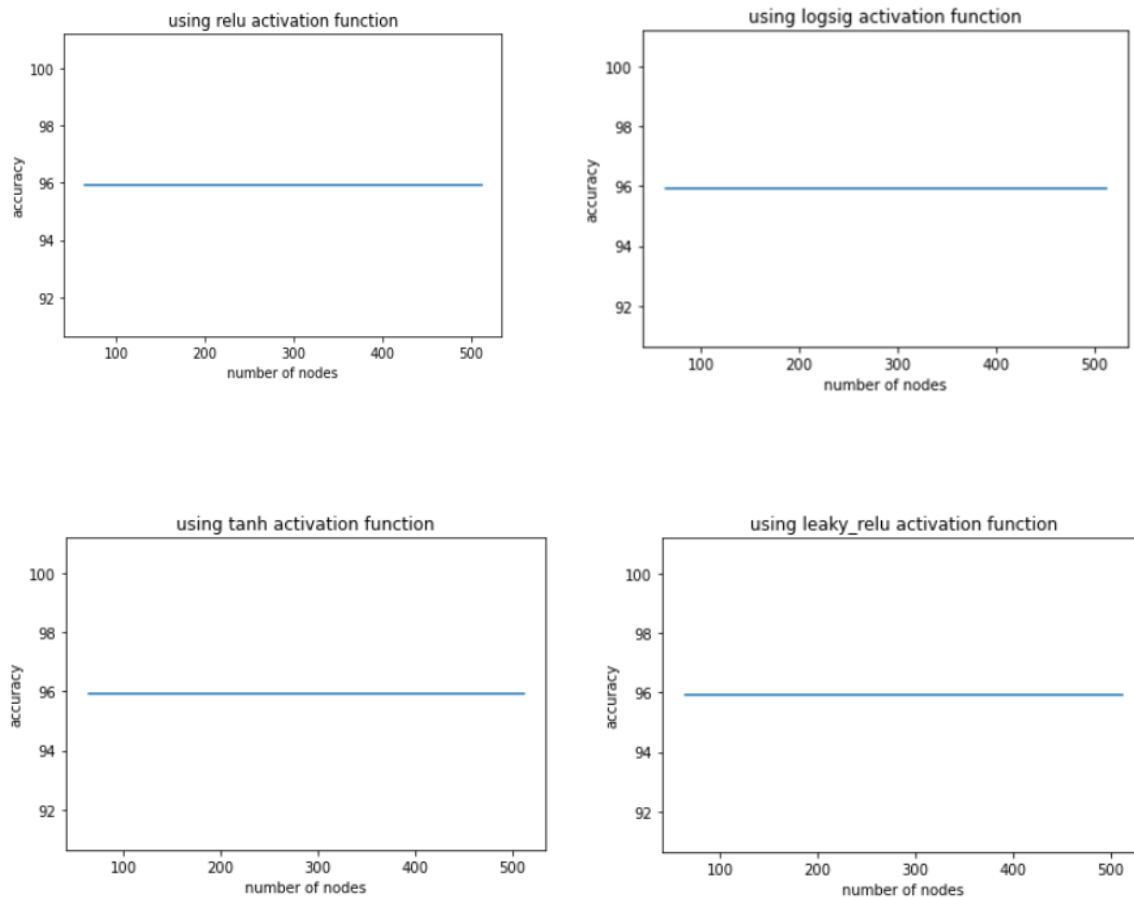 using relu activation function
100
98
96
94
92
accuracy
100 200 300 400 500
number of nodes
using logsig activation function
100
98
96
94
92
accuracy
100 200 300 400 500
number of nodes
using tanh activation function
100
98
96
94
92
accuracy
100 200 300 400 500
number of nodes
using leaky_relu activation function
100
98
96
94
92
accuracy
100 200 300 400 500
number of nodes